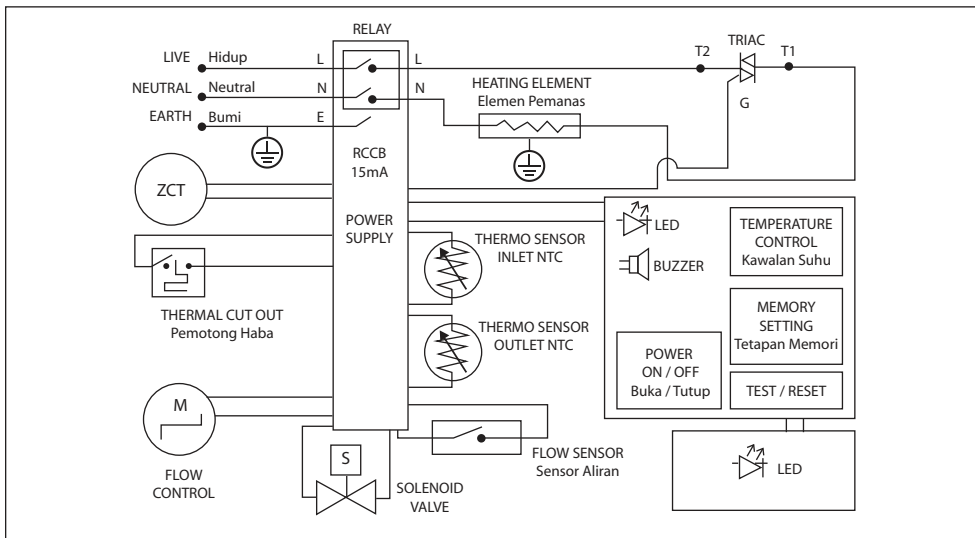 RELAY
LIVE Hidup L L
NEUTRAL Neutral N N
EARTH Bumi E
T2 TRIAC T1
G
HEATING ELEMENT
Elemen Pemanas
RCCB
15mA
POWER
SUPPLY
ZCT
THERMAL CUT OUT
Pemotong Haba
THERMO SENSOR
INLET NTC
THERMO SENSOR
OUTLET NTC
M
FLOW
CONTROL
S
SOLENOID
VALVE
FLOW SENSOR
Sensor Aliran
LED
BUZZER
TEMPERATURE
CONTROL
Kawalan Suhu
MEMORY
SETTING
Tetapan Memori
POWER
ON / OFF
Buka / Tutup
TEST / RESET
LED